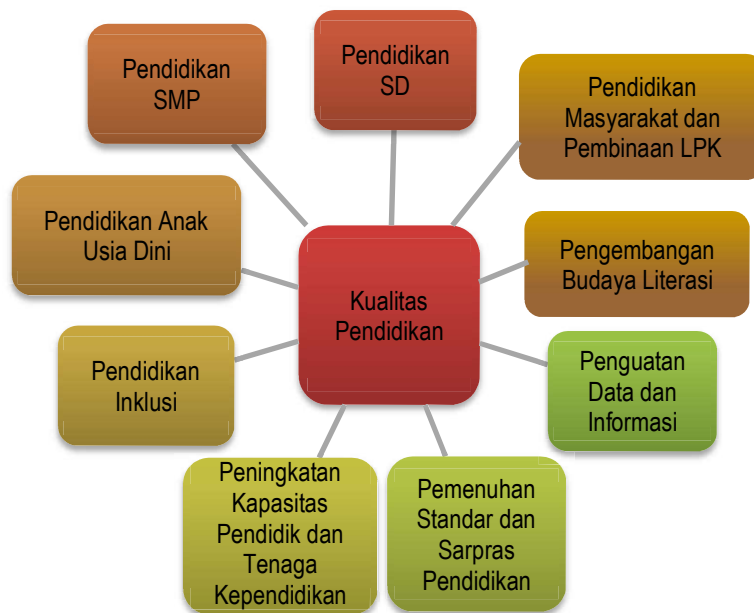 Pendidikan
SMP
Pendidikan
SD
Pendidikan
Masyarakat dan
Pembinaan LPK
Pendidikan Anak
Usia Dini
Pengembangan
Budaya Literasi
Kualitas
Pendidikan
Pendidikan
Inklusi
Penguatan
Data dan
Informasi
Peningkatan
Kapasitas
Pendidik dan
Tenaga
Kependidikan
Pemenuhan
Standar dan
Sarpras
Pendidikan